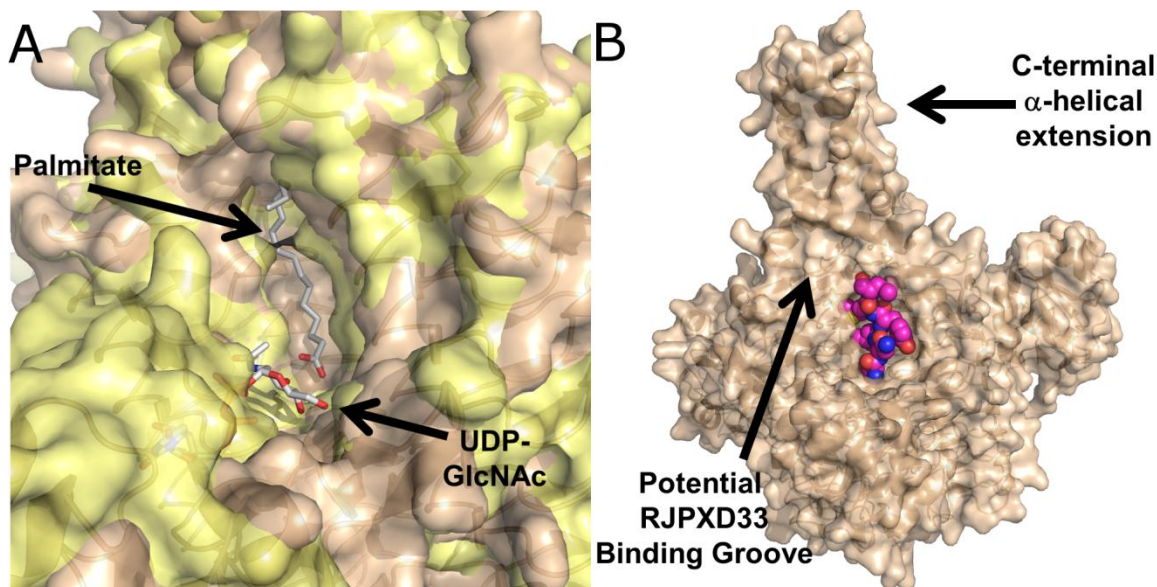 A
Palmitate
UDP-
GlcNAc
B
C-terminal
α-helical
extension
Potential
RJPXD33
Binding Groove